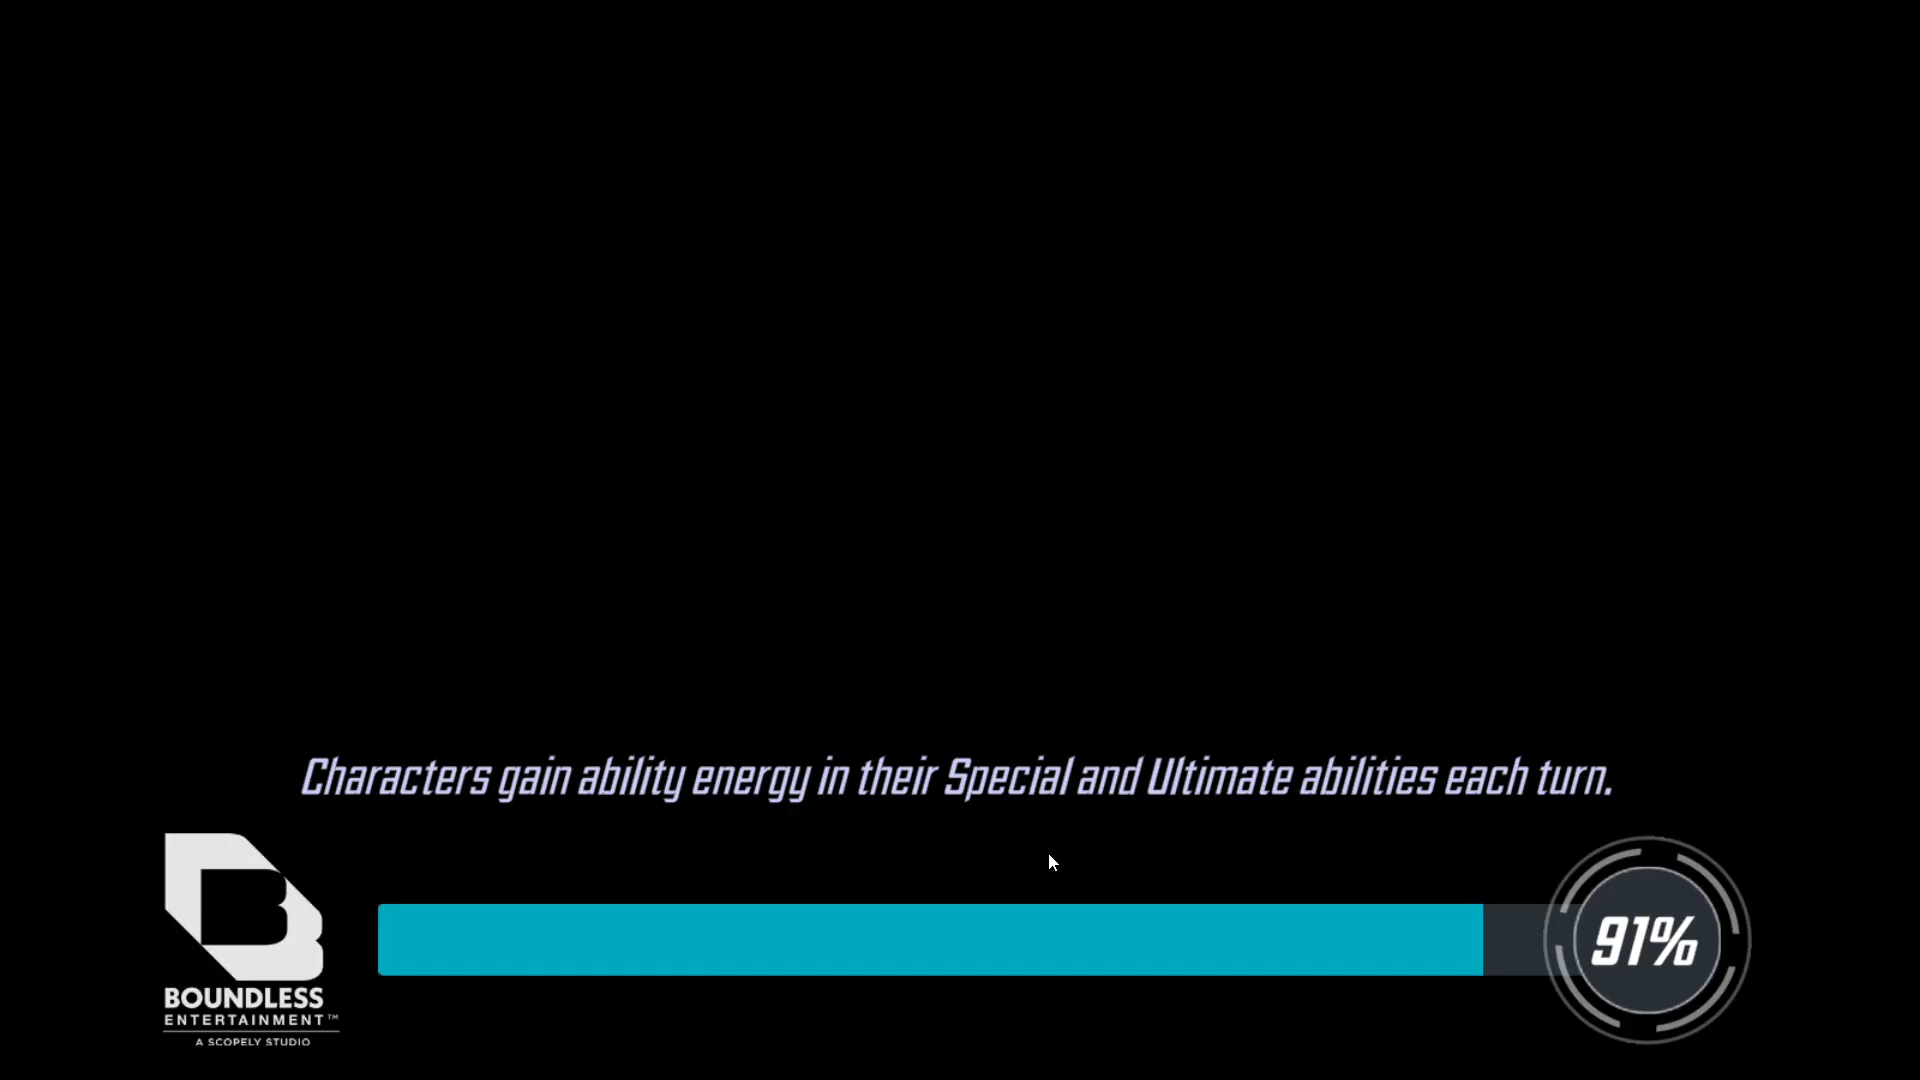 Characters gain ability energy in their Special and Ultimate abilities each turn.
91%
BOUNDLESS
ENTERTAINMENT™
A SCOPELY STUDIO